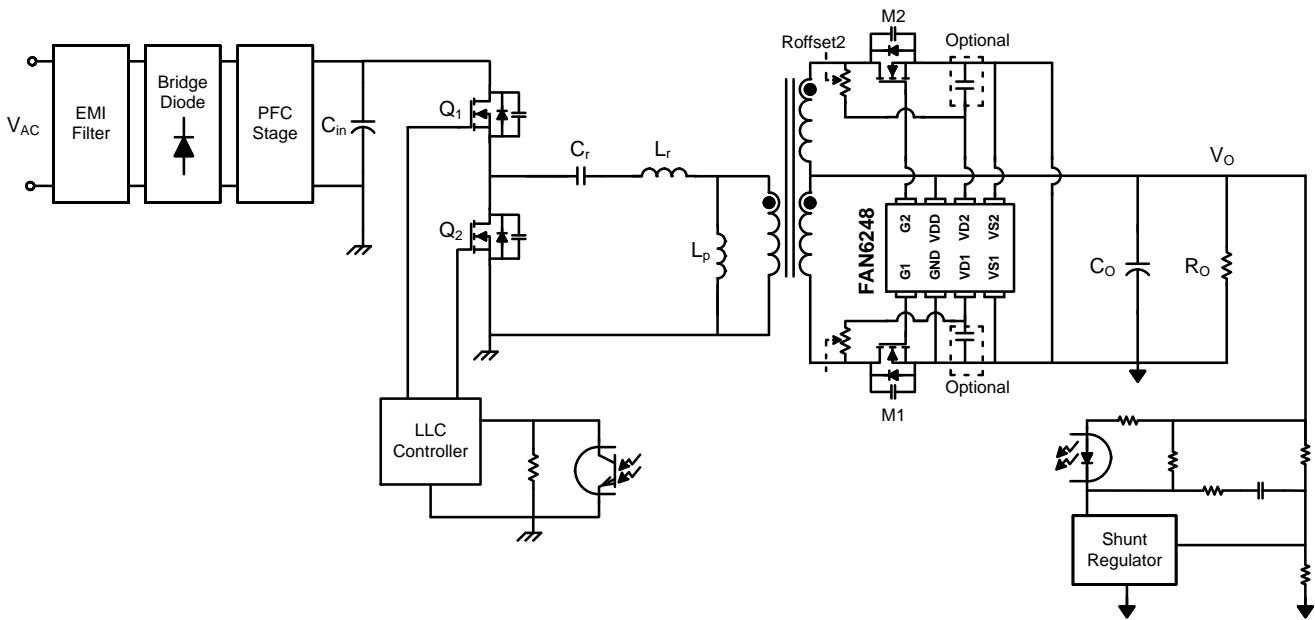 M2
Roffset2
Optional
EMI
Filter
Bridge
Diode
PFC
Stage
VAC
Cin
Q1
Cr
Lr
VO
Q2
Lp
FAN6248
G2
VDD
VD2
VS2
G1
GND
VD1
VS1
CO
RO
Optional
M1
LLC
Controller
Shunt
Regulator